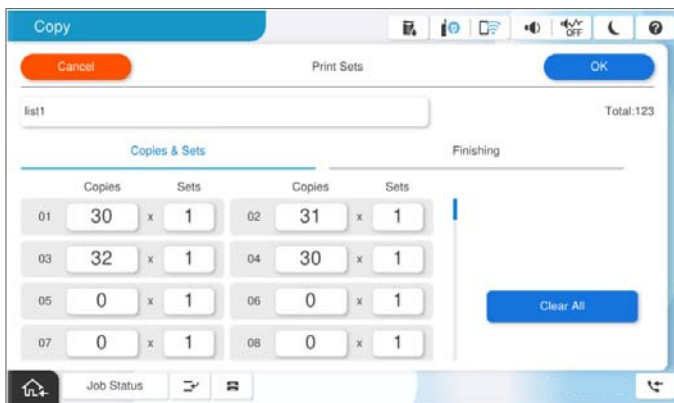 Copy
OFF
Cancel Print Sets OK
list1 Total:123
Copies & Sets Finishing
Copies Sets Copies Sets
01 30 x 1 02 31 x 1
03 32 x 1 04 30 x 1
05 0 x 1 06 0 x 1
Clear All
07 0 x 1 08 0 x 1
Job Status